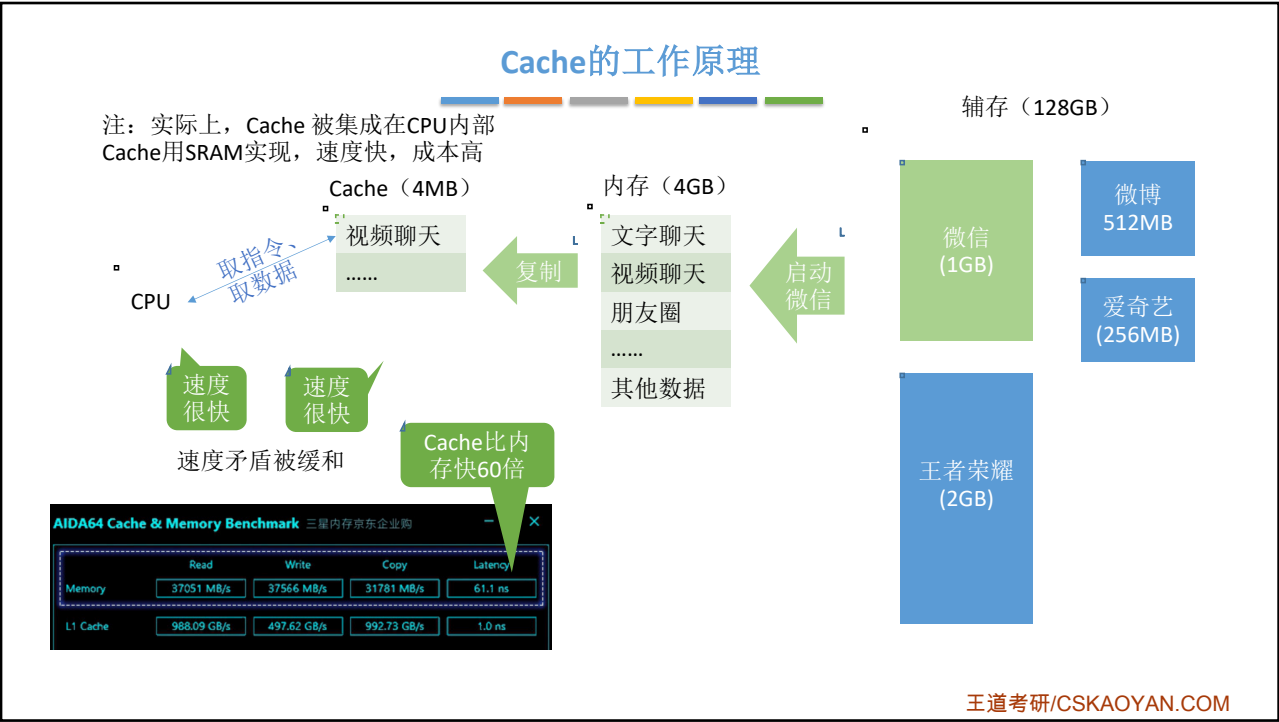 Cache的工作原理
注：实际上，Cache 被集成在CPU内部
Cache用SRAM实现，速度快，成本高
辅存（128GB）
Cache（4MB）
内存（4GB）
视频聊天
……
复制
文字聊天
视频聊天
朋友圈
……
其他数据
启动
微信
微信
(1GB)
微博
512MB
爱奇艺
(256MB)
王者荣耀
(2GB)
取指令、
取数据
CPU
速度
很快
速度
很快
速度矛盾被缓和
Cache比内
存快60倍
AIDA64 Cache & Memory Benchmark 三星内存京东企业购
Read Write Copy Latency
Memory 37051 MB/s 37566 MB/s 31781 MB/s 61.1 ns
L1 Cache 988.09 GB/s 497.62 GB/s 992.73 GB/s 1.0 ns
王道考研/CSKAOYAN.COM